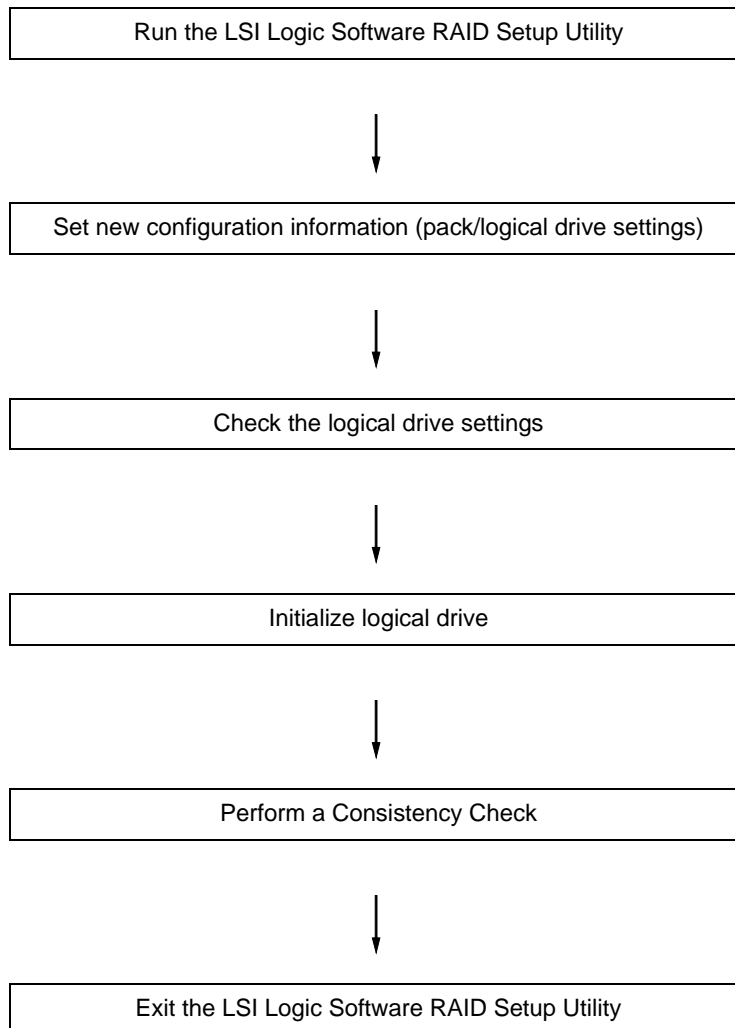 Run the LSI Logic Software RAID Setup Utility
Set new configuration information (pack/logical drive settings)
Check the logical drive settings
Initialize logical drive
Perform a Consistency Check
Exit the LSI Logic Software RAID Setup Utility